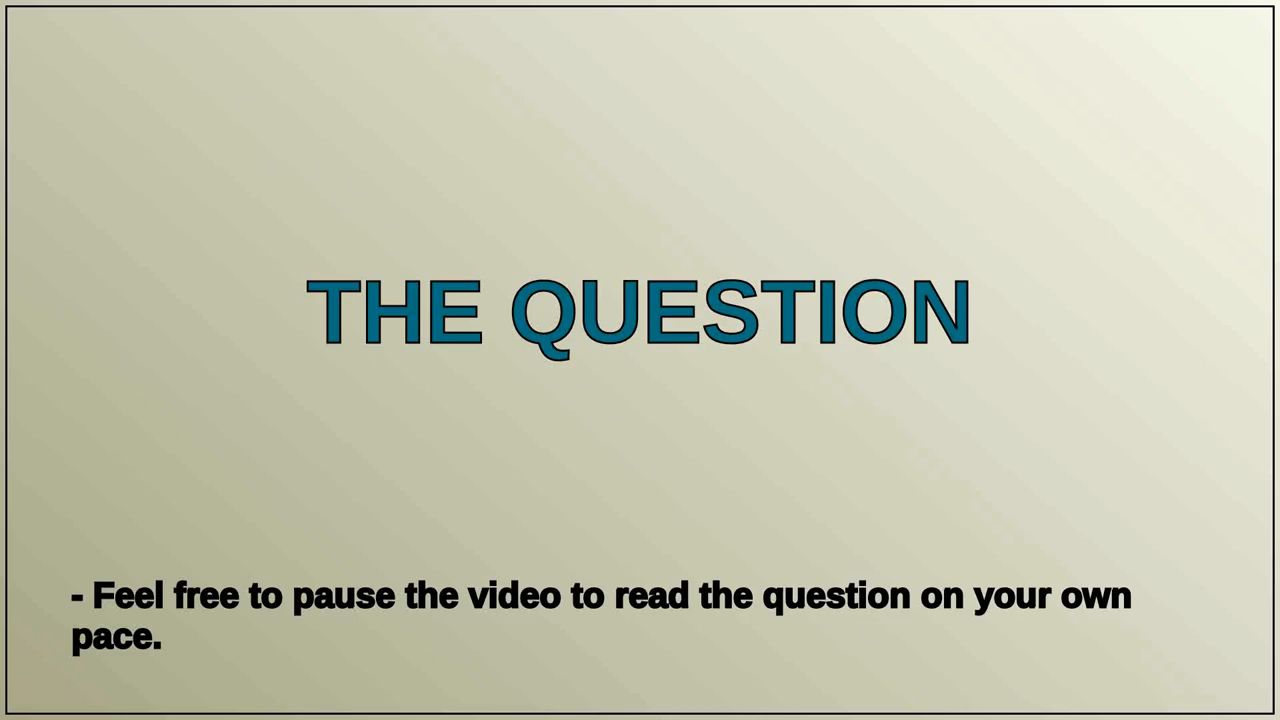 THE QUESTION
- Feel free to pause the video to read the question on your own
pace.